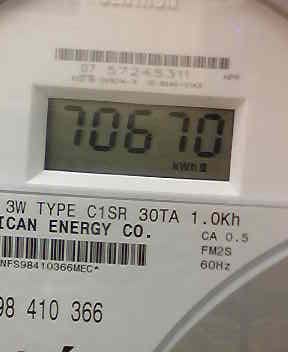 07 57245311
70670
kWh
3W TYPE C1SR 30TA 1.0Kh
ICAN ENERGY CO.
CA 0.5
FM2S
60Hz
NFS98410366MEC*
98 410 366